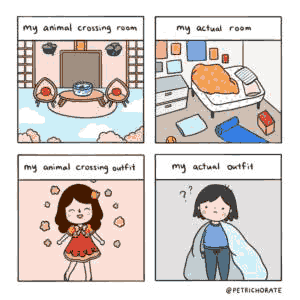 my animal crossing room
my actual room
my animal crossing outfit
my actual outfit
? ?
@PETRICHORATE